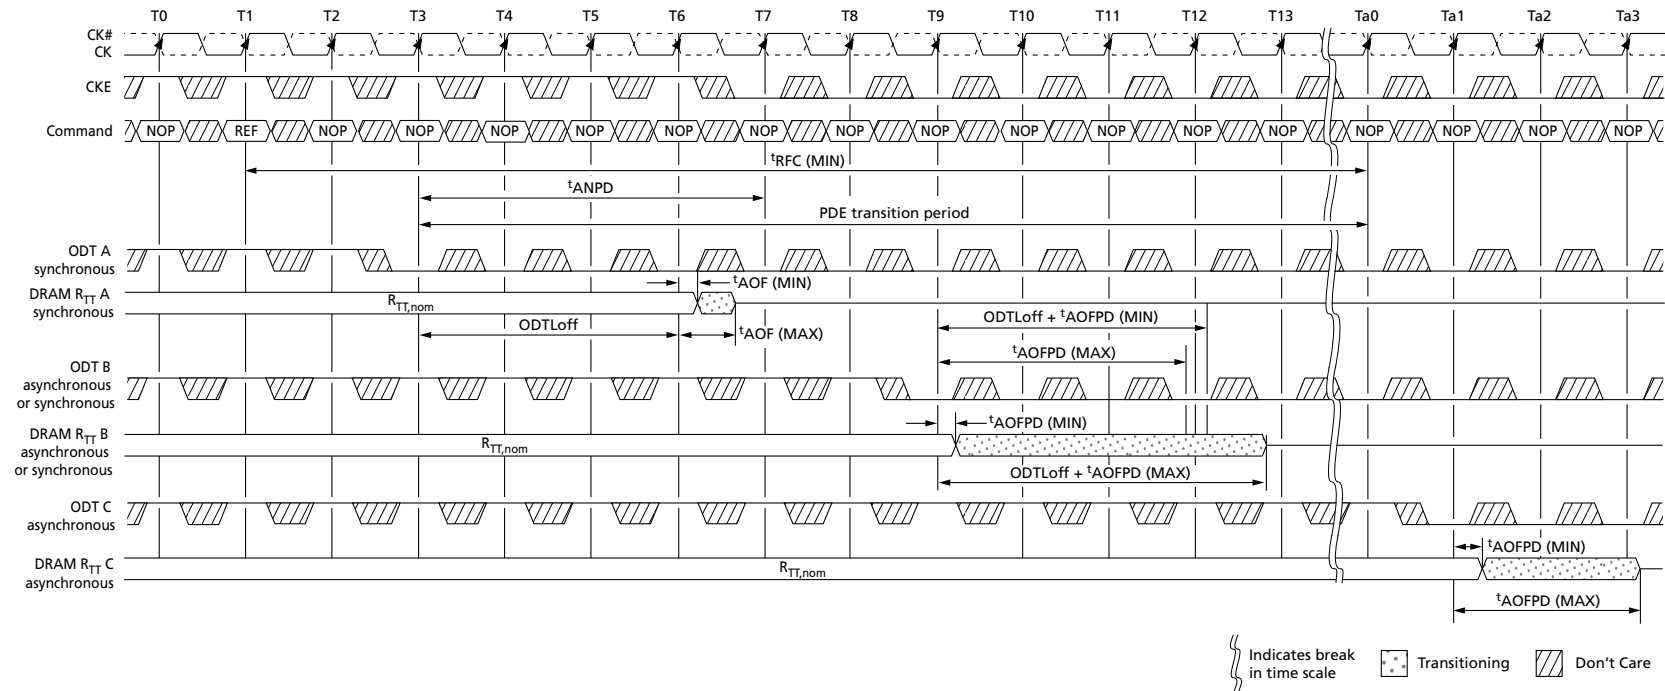 T0 T1 T2 T3 T4 T5 T6 T7 T8 T9 T10 T11 T12 T13 Ta0 Ta1 Ta2 Ta3
CK#
CK
CKE
Command NOP REF NOP NOP NOP NOP NOP NOP NOP NOP NOP NOP NOP NOP NOP NOP NOP NOP
tRFC (MIN)
tANPD
PDE transition period
ODT A
synchronous
tAOF (MIN)
DRAM RTT A
synchronous
RTT,nom
ODTLoff
tAOF (MAX)
ODTLoff + tAOFPD (MIN)
tAOFPD (MAX)
ODT B
asynchronous
or synchronous
tAOFPD (MIN)
DRAM RTT B
asynchronous
or synchronous
RTT,nom
ODTLoff + tAOFPD (MAX)
ODT C
asynchronous
tAOFPD (MIN)
DRAM RTT C
asynchronous
RTT,nom
tAOFPD (MAX)
Indicates break
in time scale
Transitioning
Don't Care